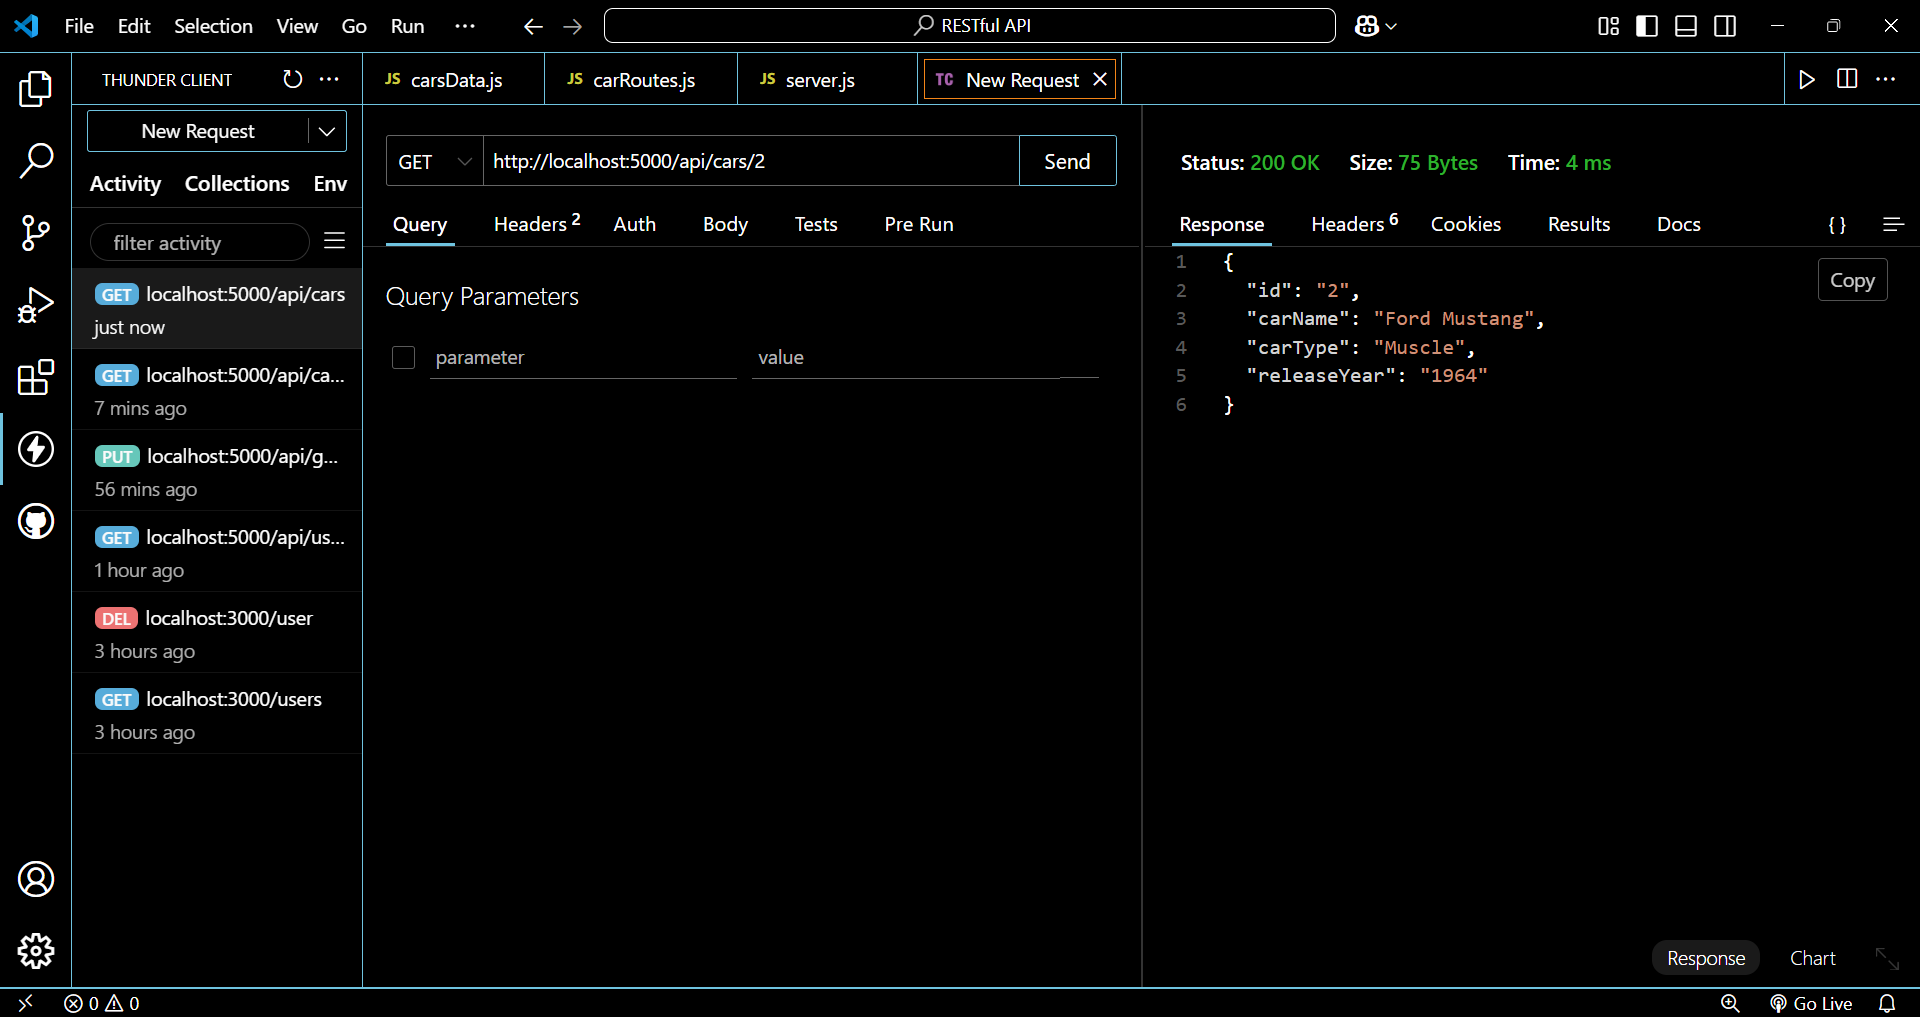 File Edit Selection View Go Run ··· RESTful API
THUNDER CLIENT ···
JS carsData.js JS carRoutes.js JS server.js TC New Request ···
New Request
Activity Collections Env
filter activity
GET localhost:5000/api/cars
just now
GET localhost:5000/api/ca...
7 mins ago
PUT localhost:5000/api/g...
56 mins ago
GET localhost:5000/api/us...
1 hour ago
DEL localhost:3000/user
3 hours ago
GET localhost:3000/users
3 hours ago
GET http://localhost:5000/api/cars/2 Send
Query Headers 2 Auth Body Tests Pre Run
Query Parameters
parameter value
Status: 200 OK Size: 75 Bytes Time: 4 ms
Response Headers 6 Cookies Results Docs { }
Copy
1 {
2 "id": "2",
3 "carName": "Ford Mustang",
4 "carType": "Muscle",
5 "releaseYear": "1964"
6 }
Response Chart
0 0 Go Live